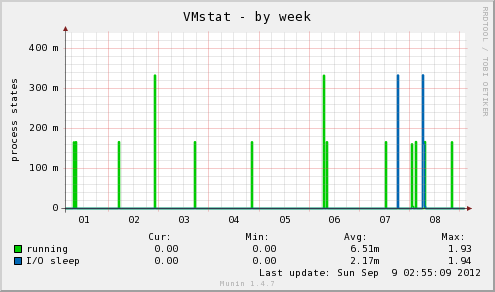 VMstat - by week
RRDTOOL / TOBI OETIKER
process states
400 m
300 m
200 m
100 m
0
01 02 03 04 05 06 07 08
Cur: Min: Avg: Max:
running 0.00 0.00 6.51m 1.93
I/O sleep 0.00 0.00 2.17m 1.94
Last update: Sun Sep 9 02:55:09 2012
Munin 1.4.7